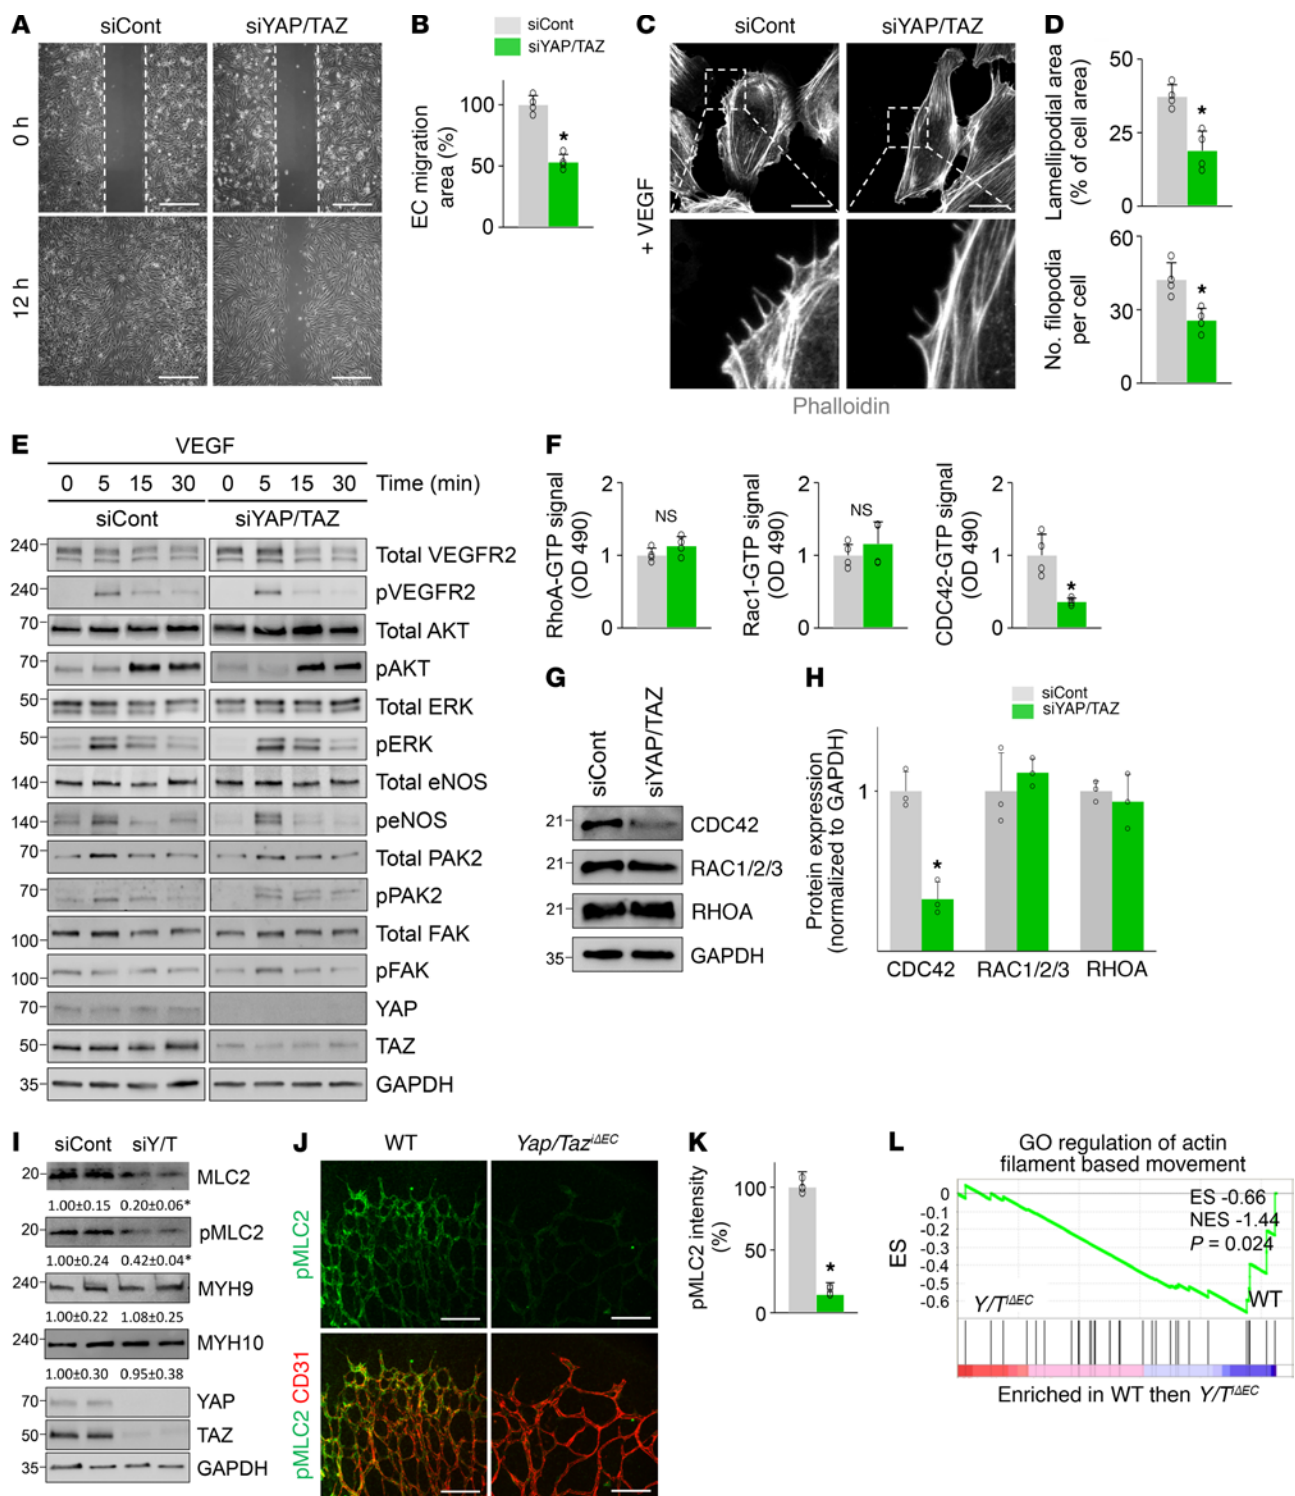 A
siCont
siYAP/TAZ
0 h
12 h
B
siCont
siYAP/TAZ
EC migration
area (%)
100
50
0
*
C
siCont
siYAP/TAZ
+ VEGF
Phalloidin
D
Lamellipodial area
(% of cell area)
50
25
0
*
No. filopodia
per cell
60
30
0
*
E
VEGF
0 5 15 30 0 5 15 30 Time (min)
siCont siYAP/TAZ
240 Total VEGFR2
240 pVEGFR2
70 Total AKT
70 pAKT
50 Total ERK
50 pERK
140 Total eNOS
140 peNOS
70 Total PAK2
70 pPAK2
100 Total FAK
100 pFAK
70 YAP
50 TAZ
35 GAPDH
F
RhoA-GTP signal
(OD 490)
2
1
0
NS
Rac1-GTP signal
(OD 490)
2
1
0
NS
CDC42-GTP signal
(OD 490)
2
1
0
*
G
siCont
siYAP/TAZ
21 CDC42
21 RAC1/2/3
21 RHOA
35 GAPDH
H
siCont
siYAP/TAZ
Protein expression
(normalized to GAPDH)
1
*
CDC42 RAC1/2/3 RHOA
I
siCont siY/T
20 MLC2
1.00±0.15 0.20±0.06*
20 pMLC2
1.00±0.24 0.42±0.04*
240 MYH9
1.00±0.22 1.08±0.25
240 MYH10
1.00±0.30 0.95±0.38
70 YAP
50 TAZ
35 GAPDH
J
WT
Yap/Taz iΔEC
pMLC2
pMLC2 CD31
K
pMLC2 intensity
(%)
100
50
0
*
L
GO regulation of actin
filament based movement
ES
0
-0.1
-0.2
-0.3
-0.4
-0.5
-0.6
ES -0.66
NES -1.44
P = 0.024
Y/T iΔEC
WT
Enriched in WT then Y/T iΔEC